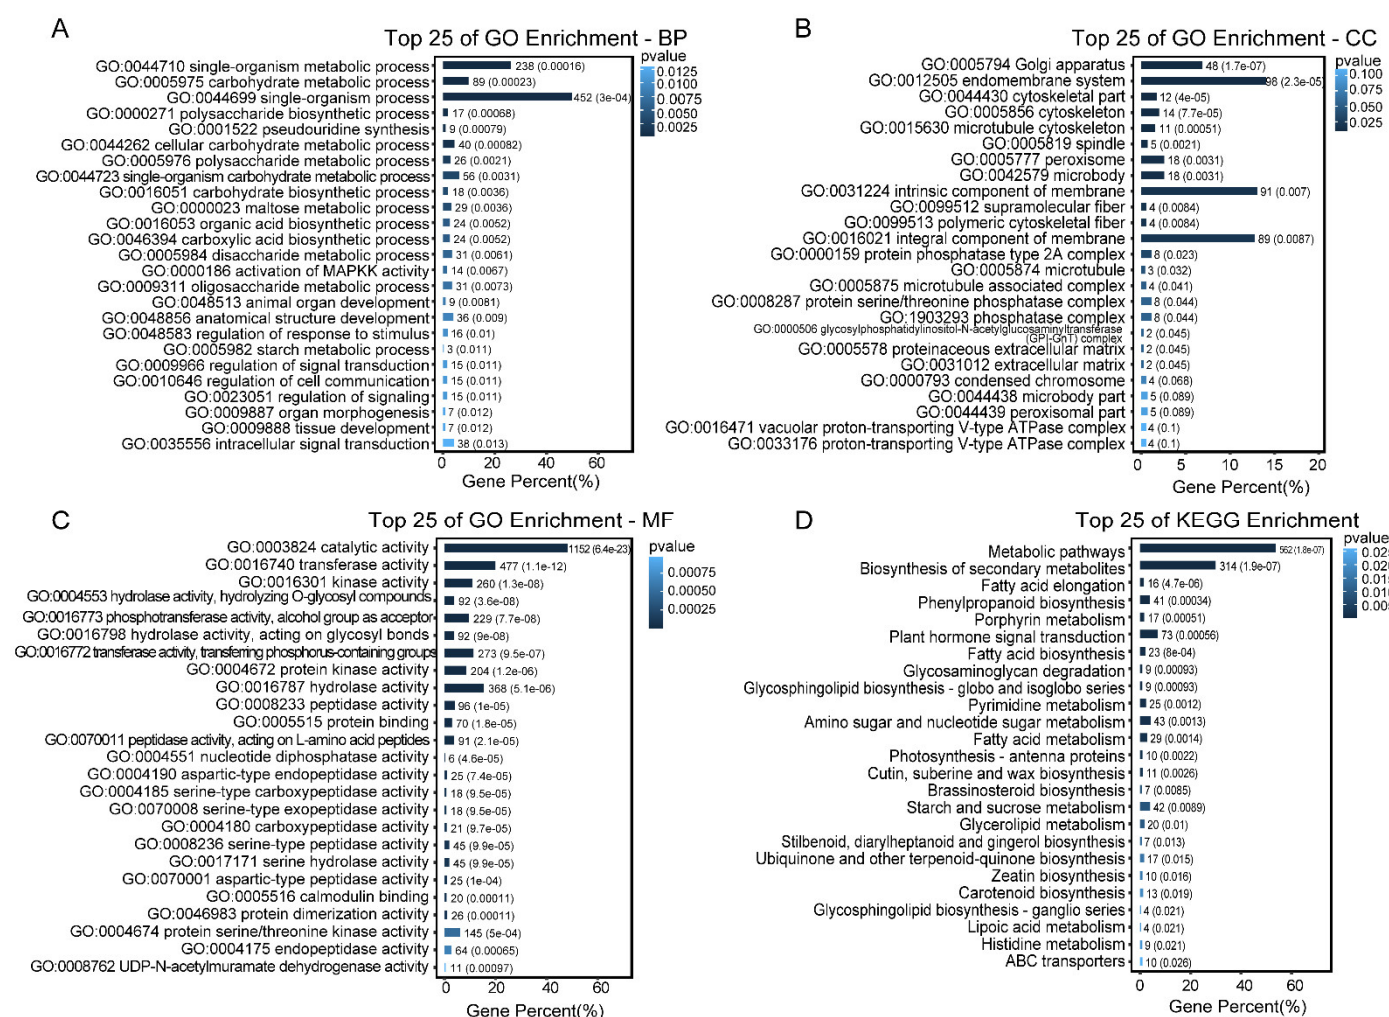 A
Top 25 of GO Enrichment - BP
GO:0044710 single-organism metabolic process 238 (0.00016)
GO:0005975 carbohydrate metabolic process 89 (0.00023)
GO:0044699 single-organism process 452 (3e-04)
GO:0000271 polysaccharide biosynthetic process 17 (0.00068)
GO:0001522 pseudouridine synthesis 9 (0.00079)
GO:0044262 cellular carbohydrate metabolic process 40 (0.00082)
GO:0005976 polysaccharide metabolic process 26 (0.0021)
GO:0044723 single-organism carbohydrate metabolic process 56 (0.0031)
GO:0016051 carbohydrate biosynthetic process 18 (0.0036)
GO:0000023 maltose metabolic process 29 (0.0036)
GO:0016053 organic acid biosynthetic process 24 (0.0052)
GO:0046394 carboxylic acid biosynthetic process 24 (0.0052)
GO:0005984 disaccharide metabolic process 31 (0.0061)
GO:0000186 activation of MAPKK activity 14 (0.0067)
GO:0009311 oligosaccharide metabolic process 31 (0.0073)
GO:0048513 animal organ development 9 (0.0081)
GO:0048856 anatomical structure development 36 (0.009)
GO:0048583 regulation of response to stimulus 16 (0.01)
GO:0005982 starch metabolic process 3 (0.011)
GO:0009966 regulation of signal transduction 15 (0.011)
GO:0010646 regulation of cell communication 15 (0.011)
GO:0023051 regulation of signaling 15 (0.011)
GO:0009887 organ morphogenesis 7 (0.012)
GO:0009888 tissue development 7 (0.012)
GO:0035556 intracellular signal transduction 38 (0.013)
0 20 40 60
Gene Percent(%)
pvalue
0.0125
0.0100
0.0075
0.0050
0.0025
B
Top 25 of GO Enrichment - CC
GO:0005794 Golgi apparatus 48 (1.7e-07)
GO:0012505 endomembrane system 98 (2.3e-05)
GO:0044430 cytoskeletal part 12 (4e-05)
GO:0005856 cytoskeleton 14 (7.7e-05)
GO:0015630 microtubule cytoskeleton 11 (0.00051)
GO:0005819 spindle 5 (0.0021)
GO:0005777 peroxisome 18 (0.0031)
GO:0042579 microbody 18 (0.0031)
GO:0031224 intrinsic component of membrane 91 (0.007)
GO:0099512 supramolecular fiber 4 (0.0084)
GO:0099513 polymeric cytoskeletal fiber 4 (0.0084)
GO:0016021 integral component of membrane 89 (0.0087)
GO:0000159 protein phosphatase type 2A complex 8 (0.023)
GO:0005874 microtubule 3 (0.032)
GO:0005875 microtubule associated complex 4 (0.041)
GO:0008287 protein serine/threonine phosphatase complex 8 (0.044)
GO:1903293 phosphatase complex 8 (0.044)
GO:0000506 glycosylphosphatidylinositol-N-acetylglucosaminyltransferase
(GPI-GnT) complex 2 (0.045)
GO:0005578 proteinaceous extracellular matrix 2 (0.045)
GO:0031012 extracellular matrix 2 (0.045)
GO:0000793 condensed chromosome 4 (0.068)
GO:0044438 microbody part 5 (0.089)
GO:0044439 peroxisomal part 5 (0.089)
GO:0016471 vacuolar proton-transporting V-type ATPase complex 4 (0.1)
GO:0033176 proton-transporting V-type ATPase complex 4 (0.1)
0 5 10 15 20
Gene Percent(%)
pvalue
0.100
0.075
0.050
0.025
C
Top 25 of GO Enrichment - MF
GO:0003824 catalytic activity 1152 (6.4e-23)
GO:0016740 transferase activity 477 (1.1e-12)
GO:0016301 kinase activity 260 (1.3e-08)
GO:0004553 hydrolase activity, hydrolyzing O-glycosyl compounds 92 (3.6e-08)
GO:0016773 phosphotransferase activity, alcohol group as acceptor 229 (7.7e-08)
GO:0016798 hydrolase activity, acting on glycosyl bonds 92 (9e-08)
GO:0016772 transferase activity, transferring phosphorus-containing groups 273 (9.5e-07)
GO:0004672 protein kinase activity 204 (1.2e-06)
GO:0016787 hydrolase activity 368 (5.1e-06)
GO:0008233 peptidase activity 96 (1e-05)
GO:0005515 protein binding 70 (1.8e-05)
GO:0070011 peptidase activity, acting on L-amino acid peptides 91 (2.1e-05)
GO:0004551 nucleotide diphosphatase activity 6 (4.6e-05)
GO:0004190 aspartic-type endopeptidase activity 25 (7.4e-05)
GO:0004185 serine-type carboxypeptidase activity 18 (9.5e-05)
GO:0070008 serine-type exopeptidase activity 18 (9.5e-05)
GO:0004180 carboxypeptidase activity 21 (9.7e-05)
GO:0008236 serine-type peptidase activity 45 (9.9e-05)
GO:0017171 serine hydrolase activity 45 (9.9e-05)
GO:0070001 aspartic-type peptidase activity 25 (1e-04)
GO:0005516 calmodulin binding 20 (0.00011)
GO:0046983 protein dimerization activity 26 (0.00011)
GO:0004674 protein serine/threonine kinase activity 145 (5e-04)
GO:0004175 endopeptidase activity 64 (0.00065)
GO:0008762 UDP-N-acetylmuramate dehydrogenase activity 11 (0.00097)
0 20 40 60
Gene Percent(%)
pvalue
0.00075
0.00050
0.00025
D
Top 25 of KEGG Enrichment
Metabolic pathways 562 (1.8e-07)
Biosynthesis of secondary metabolites 314 (1.9e-07)
Fatty acid elongation 16 (4.7e-06)
Phenylpropanoid biosynthesis 41 (0.00034)
Porphyrin metabolism 17 (0.00051)
Plant hormone signal transduction 73 (0.00056)
Fatty acid biosynthesis 23 (8e-04)
Glycosaminoglycan degradation 9 (0.00093)
Glycosphingolipid biosynthesis - globo and isoglobo series 9 (0.00093)
Pyrimidine metabolism 25 (0.0012)
Amino sugar and nucleotide sugar metabolism 43 (0.0013)
Fatty acid metabolism 29 (0.0014)
Photosynthesis - antenna proteins 10 (0.0022)
Cutin, suberine and wax biosynthesis 11 (0.0026)
Brassinosteroid biosynthesis 7 (0.0085)
Starch and sucrose metabolism 42 (0.0089)
Glycerolipid metabolism 20 (0.01)
Stilbenoid, diarylheptanoid and gingerol biosynthesis 7 (0.013)
Ubiquinone and other terpenoid-quinone biosynthesis 17 (0.015)
Zeatin biosynthesis 10 (0.016)
Carotenoid biosynthesis 13 (0.019)
Glycosphingolipid biosynthesis - ganglio series 4 (0.021)
Lipoic acid metabolism 4 (0.021)
Histidine metabolism 9 (0.021)
ABC transporters 10 (0.026)
0 20 40 60
Gene Percent(%)
pvalue
0.025
0.020
0.015
0.010
0.005